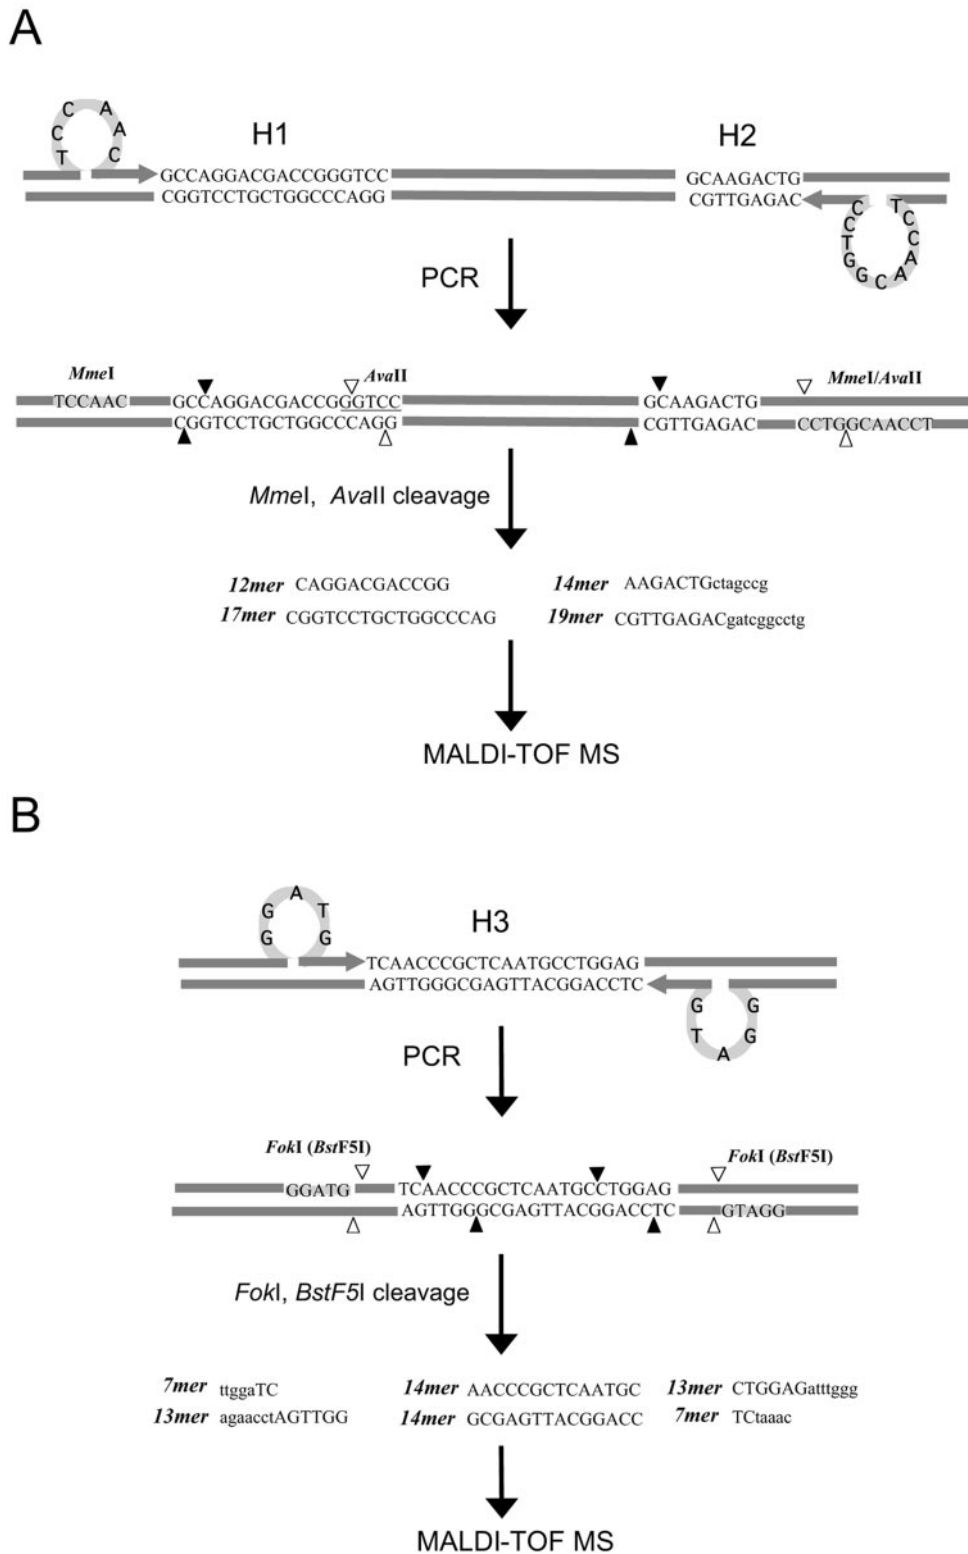 A
T C C A A C
H1
H2
GCCAGGACGACCGGGTCC
CGGTCCTGCTGGCCCAGG
GCAAGACTG
CGTTGAGAC
C C T G G C A A C C T
PCR
MmeI
AvaII
MmeI/AvaII
TCCAAC
GCCAGGACGACCGGGTCC
CGGTCCTGCTGGCCCAGG
GCAAGACTG
CGTTGAGAC
CCTGGCAACCT
MmeI, AvaII cleavage
12mer CAGGACGACCGG
17mer CGGTCCTGCTGGCCCAG
14mer AAGACTGctagccg
19mer CGTTGAGACgatcggcctg
MALDI-TOF MS
B
G G A T G
H3
TCAACCCGCTCAATGCCTGGAG
AGTTGGGCGAGTTACGGACCTC
G T A G G
PCR
FokI (BstF5I)
FokI (BstF5I)
GGATG
TCAACCCGCTCAATGCCTGGAG
AGTTGGGCGAGTTACGGACCTC
GTAGG
FokI, BstF5I cleavage
7mer ttggaTC
13mer agaacctAGTTGG
14mer AACCCGCTCAATGC
14mer GCGAGTTACGGACC
13mer CTGGAGatttggg
7mer TCtaaac
MALDI-TOF MS